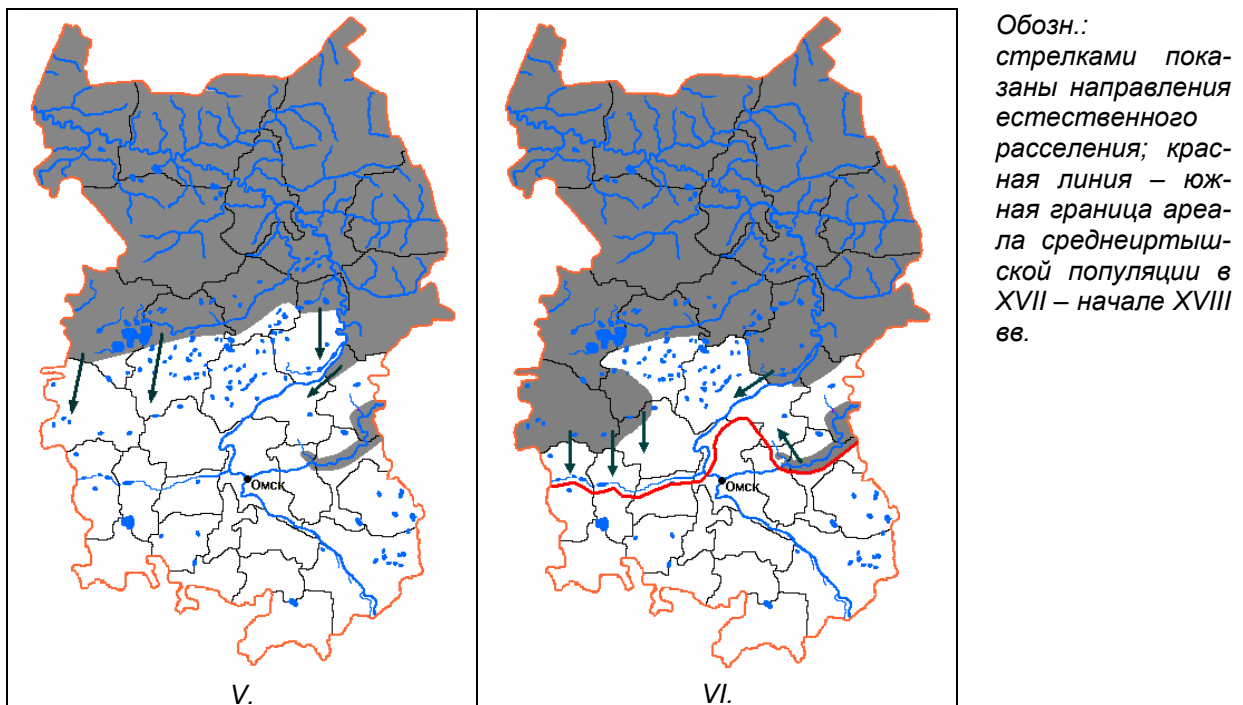 Обозн.:
стрелками пока-
заны направления
естественного
расселения; крас-
ная линия – юж-
ная граница ареа-
ла среднеиртыш-
ской популяции в
XVII – начале XVIII
вв.
Омск
Омск
V.
VI.